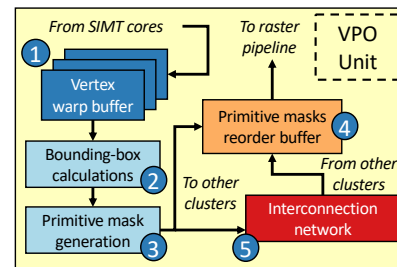 From SIMT cores
1
Vertex
warp buffer
Bounding-box
calculations
2
Primitive mask
generation
3
To raster
pipeline
VPO
Unit
Primitive masks
reorder buffer
4
To other
clusters
From other
clusters
Interconnection
network
5